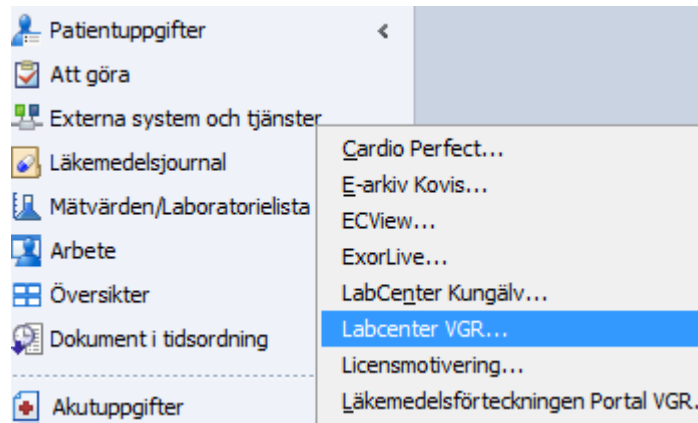 Patientuppgifter
Att göra
Externa system och tjänster
Läkemedelsjournal
Mätvärden/Laboratorielista
Arbete
Översikter
Dokument i tidsordning
Akutuppgifter
Cardio Perfect...
E-arkiv Kovis...
ECView...
ExorLive...
LabCenter Kungälv...
Labcenter VGR...
Licensmotivering...
Läkemedelsförteckningen Portal VGR.